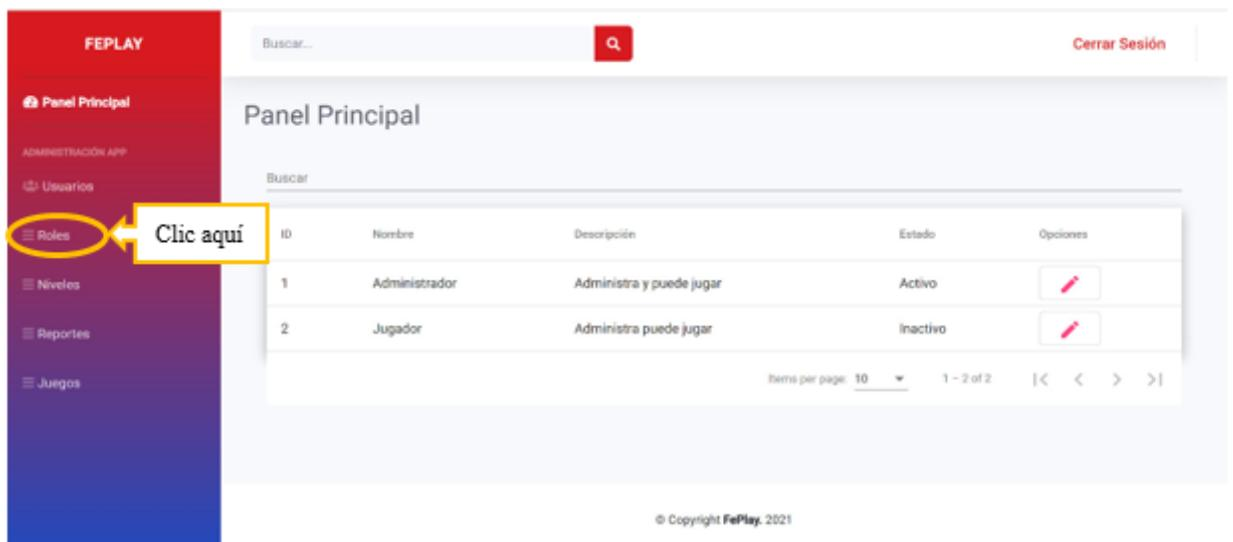 FEPLAY
Buscar...
Cerrar Sesión
Panel Principal
Panel Principal
ADMINISTRACIÓN APP
Usuarios
Roles
Niveles
Reportes
Juegos
Clic aquí
Buscar
ID Nombre Descripción Estado Opciones
1 Administrador Administra y puede jugar Activo
2 Jugador Administra puede jugar Inactivo
Items per page: 10 1 – 2 of 2
© Copyright FePlay. 2021